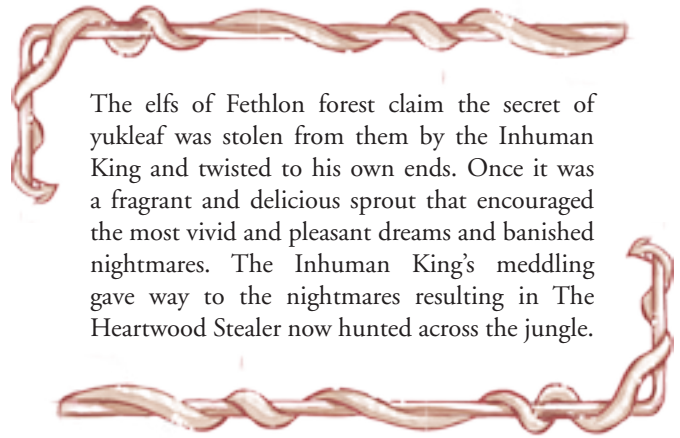 The elfs of Fethlon forest claim the secret of
yukleaf was stolen from them by the Inhuman
King and twisted to his own ends. Once it was
a fragrant and delicious sprout that encouraged
the most vivid and pleasant dreams and banished
nightmares. The Inhuman King’s meddling
gave way to the nightmares resulting in The
Heartwood Stealer now hunted across the jungle.